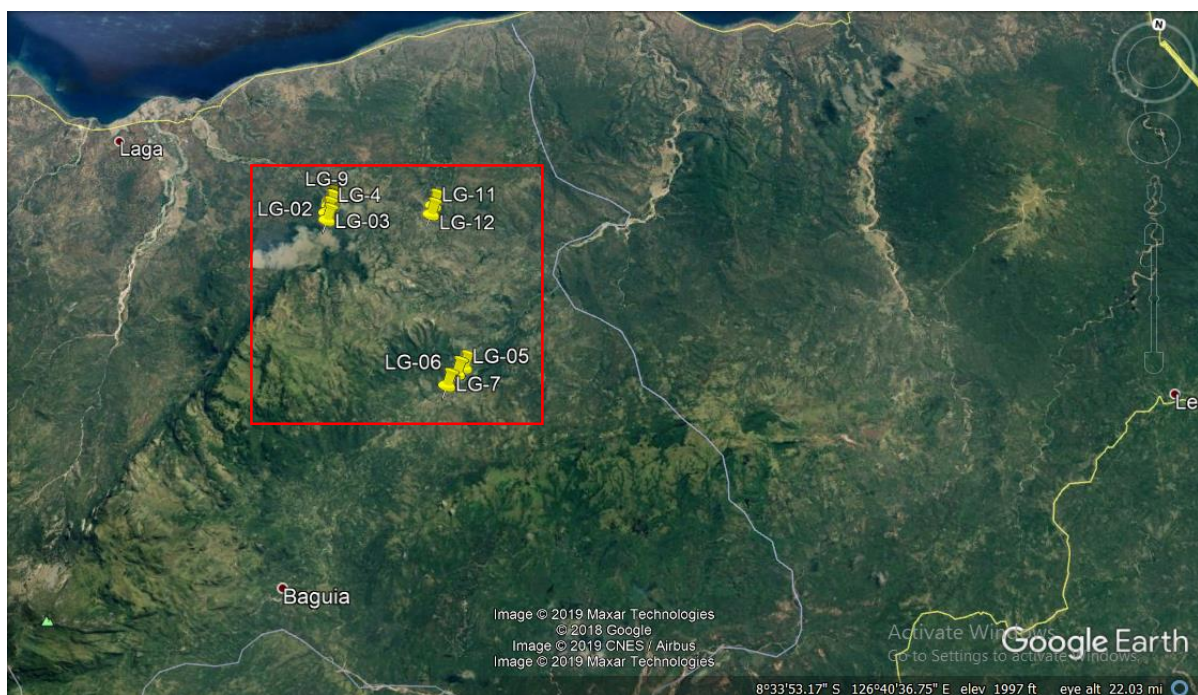 N
Laga
LG-9
LG-4
LG-11
LG-02
LG-03
LG-12
LG-06
LG-05
LG-7
Le
Baguia
Image © 2019 Maxar Technologies
© 2018 Google
Image © 2019 CNES / Airbus
Image © 2019 Maxar Technologies
Activate Windows
Go to Settings to activate Windows.
Google Earth
8°33'53.17" S 126°40'36.75" E elev 1997 ft eye alt 22.03 mi